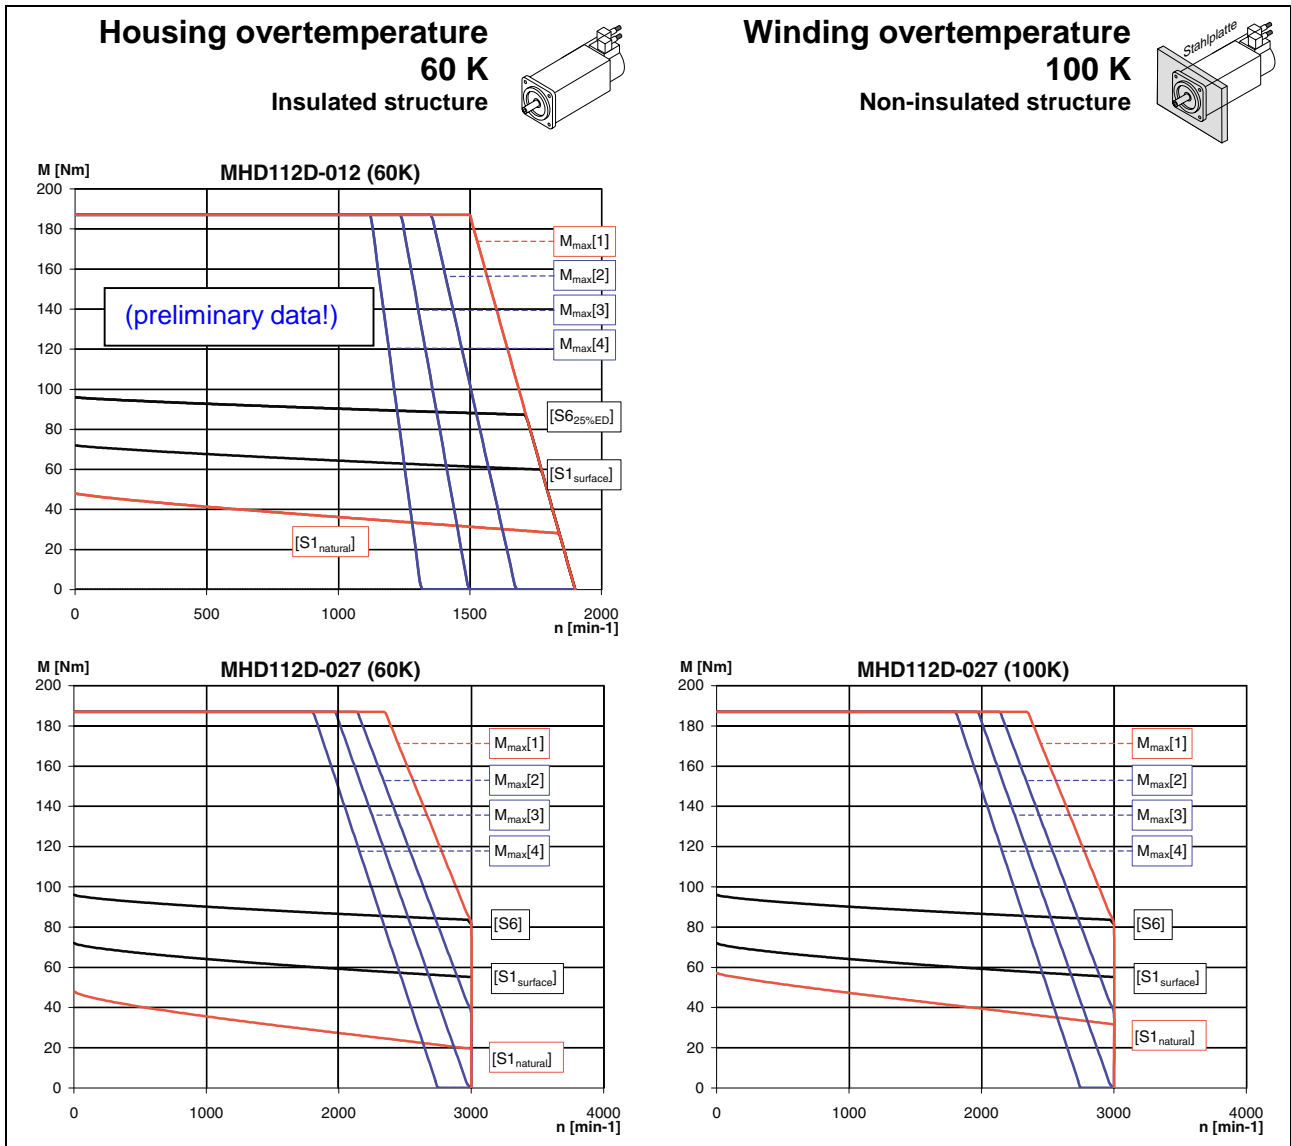 Housing overtemperature
60 K
Insulated structure
Winding overtemperature
100 K
Non-insulated structure
Stahlplatte
M [Nm]
MHD112D-012 (60K)
200
180
160
140
120
100
80
60
40
20
0
0 500 1000 1500 2000
n [min-1]
(preliminary data!)
Mmax[1]
Mmax[2]
Mmax[3]
Mmax[4]
[S625%ED]
[S1surface]
[S1natural]
M [Nm]
MHD112D-027 (60K)
200
180
160
140
120
100
80
60
40
20
0
0 1000 2000 3000 4000
n [min-1]
Mmax[1]
Mmax[2]
Mmax[3]
Mmax[4]
[S6]
[S1surface]
[S1natural]
M [Nm]
MHD112D-027 (100K)
200
180
160
140
120
100
80
60
40
20
0
0 1000 2000 3000 4000
n [min-1]
Mmax[1]
Mmax[2]
Mmax[3]
Mmax[4]
[S6]
[S1surface]
[S1natural]